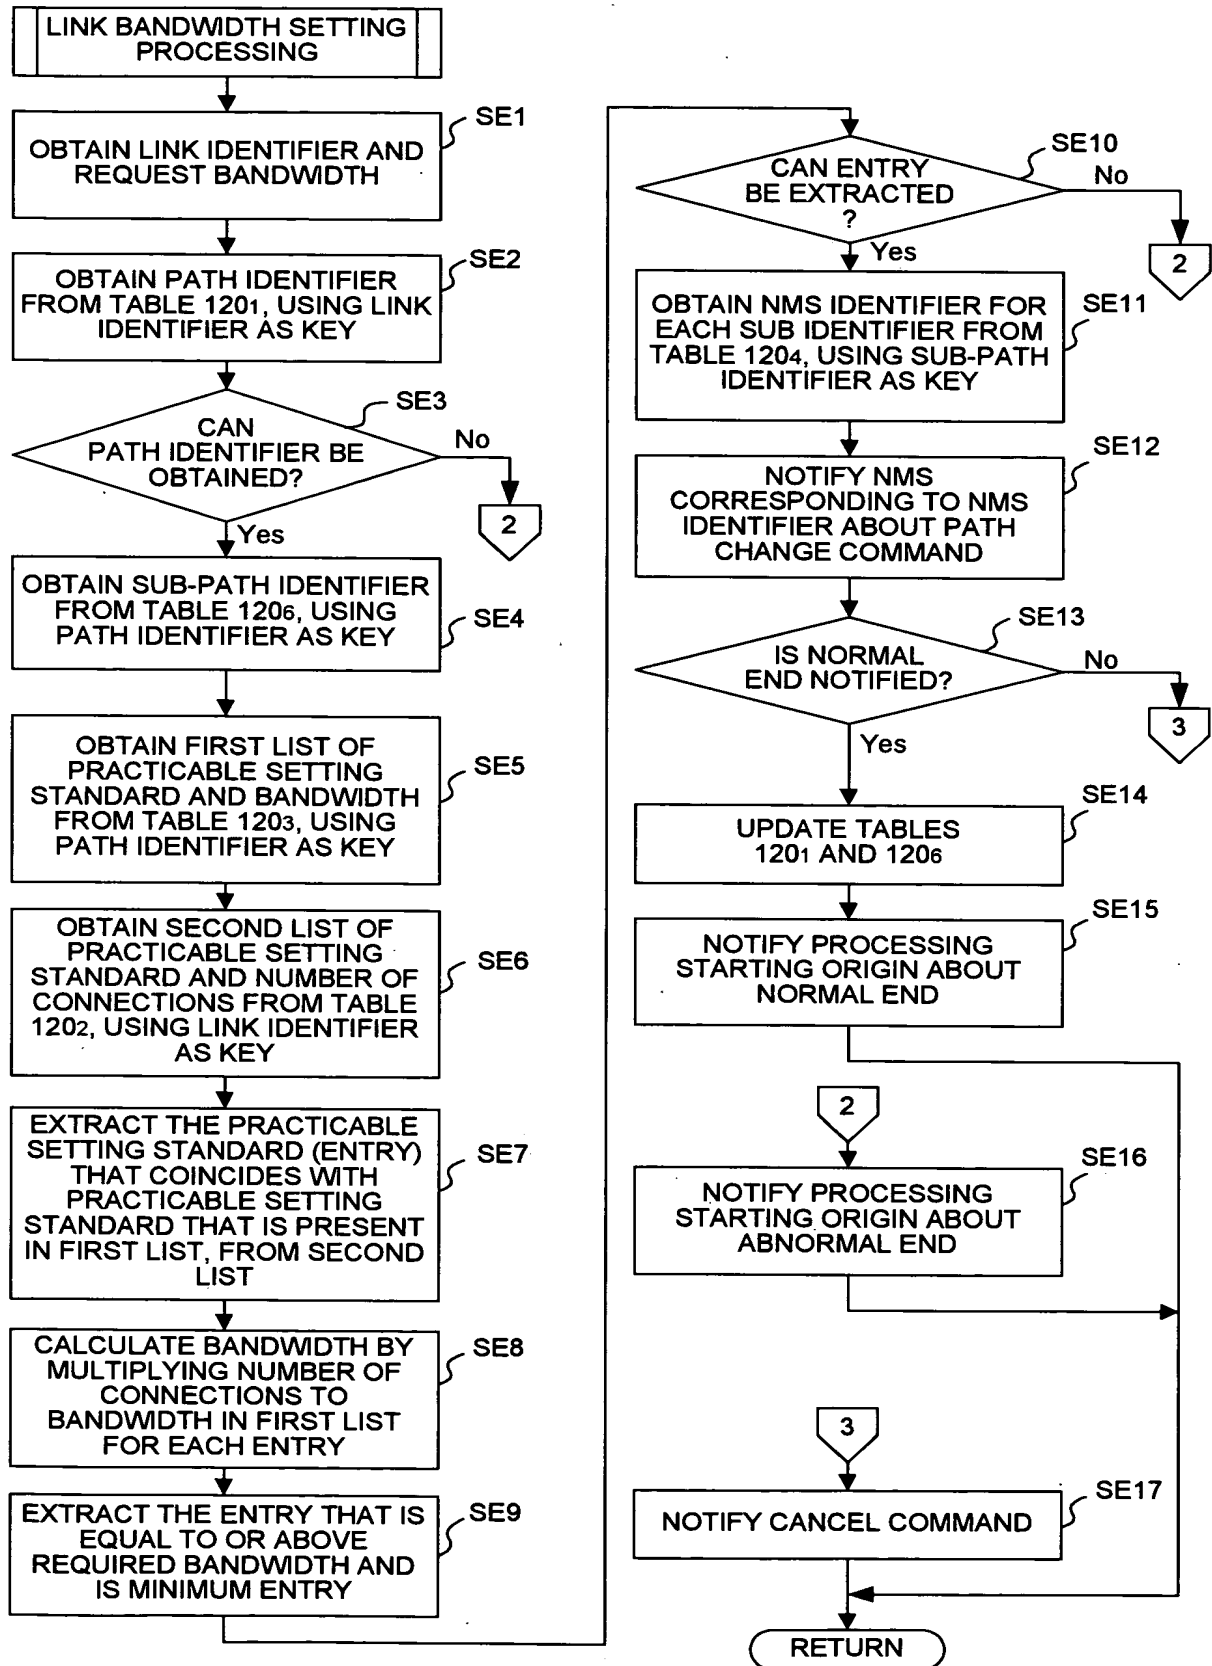 LINK BANDWIDTH SETTING
PROCESSING
SE1
OBTAIN LINK IDENTIFIER AND
REQUEST BANDWIDTH
SE2
OBTAIN PATH IDENTIFIER
FROM TABLE 1201, USING LINK
IDENTIFIER AS KEY
SE3
CAN
PATH IDENTIFIER BE
OBTAINED?
No
2
Yes
OBTAIN SUB-PATH IDENTIFIER
FROM TABLE 1206, USING
PATH IDENTIFIER AS KEY
SE4
OBTAIN FIRST LIST OF
PRACTICABLE SETTING
STANDARD AND BANDWIDTH
FROM TABLE 1203, USING
PATH IDENTIFIER AS KEY
SE5
OBTAIN SECOND LIST OF
PRACTICABLE SETTING
STANDARD AND NUMBER OF
CONNECTIONS FROM TABLE
1202, USING LINK IDENTIFIER
AS KEY
SE6
EXTRACT THE PRACTICABLE
SETTING STANDARD (ENTRY)
THAT COINCIDES WITH
PRACTICABLE SETTING
STANDARD THAT IS PRESENT
IN FIRST LIST, FROM SECOND
LIST
SE7
CALCULATE BANDWIDTH BY
MULTIPLYING NUMBER OF
CONNECTIONS TO
BANDWIDTH IN FIRST LIST
FOR EACH ENTRY
SE8
EXTRACT THE ENTRY THAT IS
EQUAL TO OR ABOVE
REQUIRED BANDWIDTH AND
IS MINIMUM ENTRY
SE9
SE10
CAN ENTRY
BE EXTRACTED
?
No
2
Yes
OBTAIN NMS IDENTIFIER FOR
EACH SUB IDENTIFIER FROM
TABLE 1204, USING SUB-PATH
IDENTIFIER AS KEY
SE11
SE12
NOTIFY NMS
CORRESPONDING TO NMS
IDENTIFIER ABOUT PATH
CHANGE COMMAND
SE13
IS NORMAL
END NOTIFIED?
No
3
Yes
SE14
UPDATE TABLES
1201 AND 1206
SE15
NOTIFY PROCESSING
STARTING ORIGIN ABOUT
NORMAL END
2
SE16
NOTIFY PROCESSING
STARTING ORIGIN ABOUT
ABNORMAL END
3
SE17
NOTIFY CANCEL COMMAND
RETURN